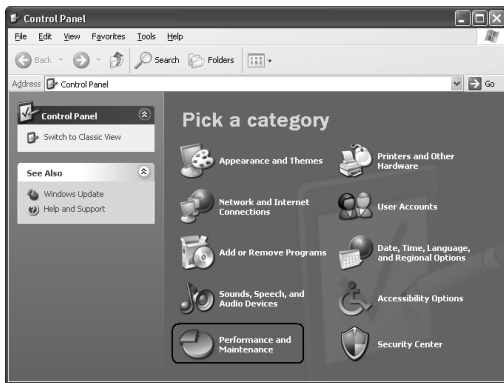 Control Panel
File Edit View Favorites Tools Help
Back Search Folders
Address Control Panel Go
Control Panel
Switch to Classic View
See Also
Windows Update
Help and Support
Pick a category
Appearance and Themes
Printers and Other
Hardware
Network and Internet
Connections
User Accounts
Add or Remove Programs
Date, Time, Language,
and Regional Options
Sounds, Speech, and
Audio Devices
Accessibility Options
Performance and
Maintenance
Security Center